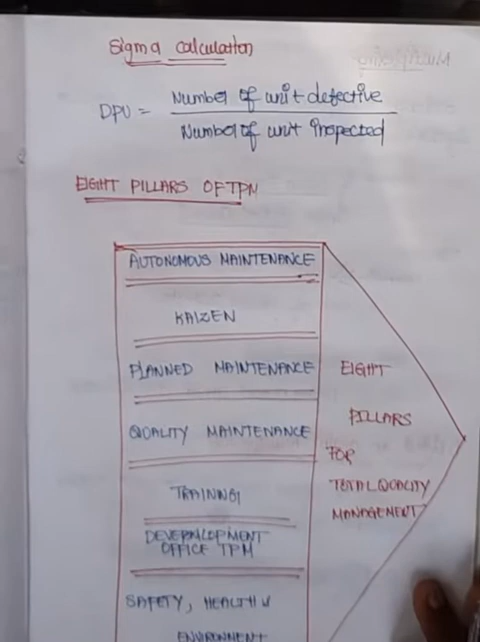 Sigma calculation
DPU = Number of unit defective
Number of unit inspected
EIGHT PILLARS OF TPM
AUTONOMOUS MAINTENANCE
KAIZEN
PLANNED MAINTENANCE
EIGHT
PILLARS
QUALITY MAINTENANCE
FOR
TOTAL QUALITY
TRAINING
MANAGEMENT
OFFICE TPM
SAFETY, HEALTH &
ENVIRONMENT